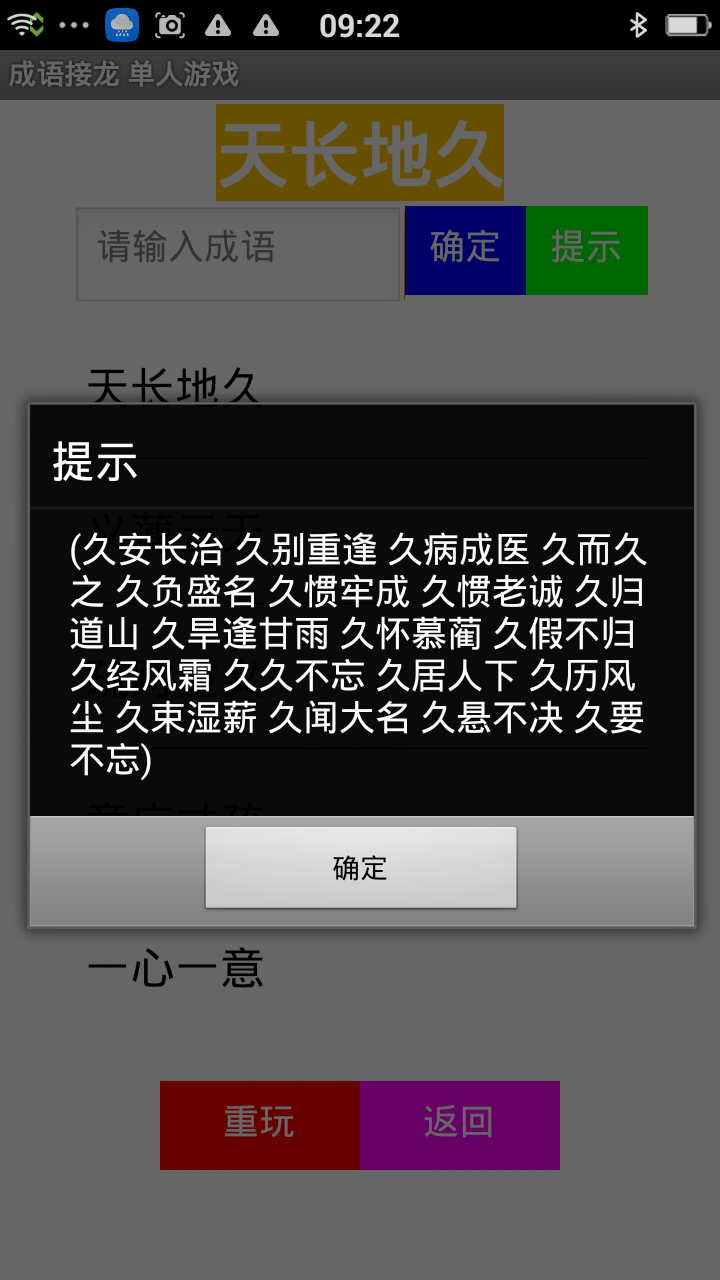 09:22
成语接龙 单人游戏
天长地久
请输入成语
确定
提示
天长地久
提示
义薄云天
(久安长治 久别重逢 久病成医 久而久
之 久负盛名 久惯牢成 久惯老诚 久归
道山 久旱逢甘雨 久怀慕蔺 久假不归
久经风霜 久久不忘 久居人下 久历风
尘 久束湿薪 久闻大名 久悬不决 久要
不忘)
确定
一心一意
重玩
返回